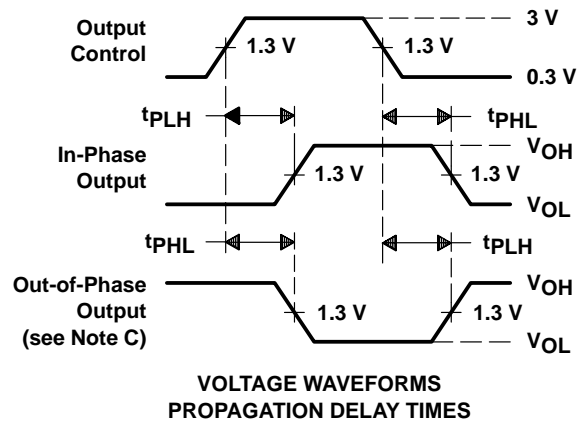 Output
Control
1.3 V
1.3 V
3 V
0.3 V
tPLH
tPHL
In-Phase
Output
1.3 V
1.3 V
VOH
VOL
tPHL
tPLH
Out-of-Phase
Output
(see Note C)
1.3 V
1.3 V
VOH
VOL
VOLTAGE WAVEFORMS
PROPAGATION DELAY TIMES